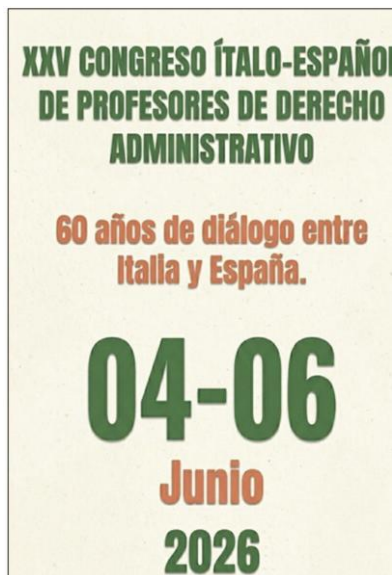 XXV CONGRESO ÍTALO-ESPAÑOL
DE PROFESORES DE DERECHO
ADMINISTRATIVO
60 años de diálogo entre
Italia y España.
04-06
Junio
2026